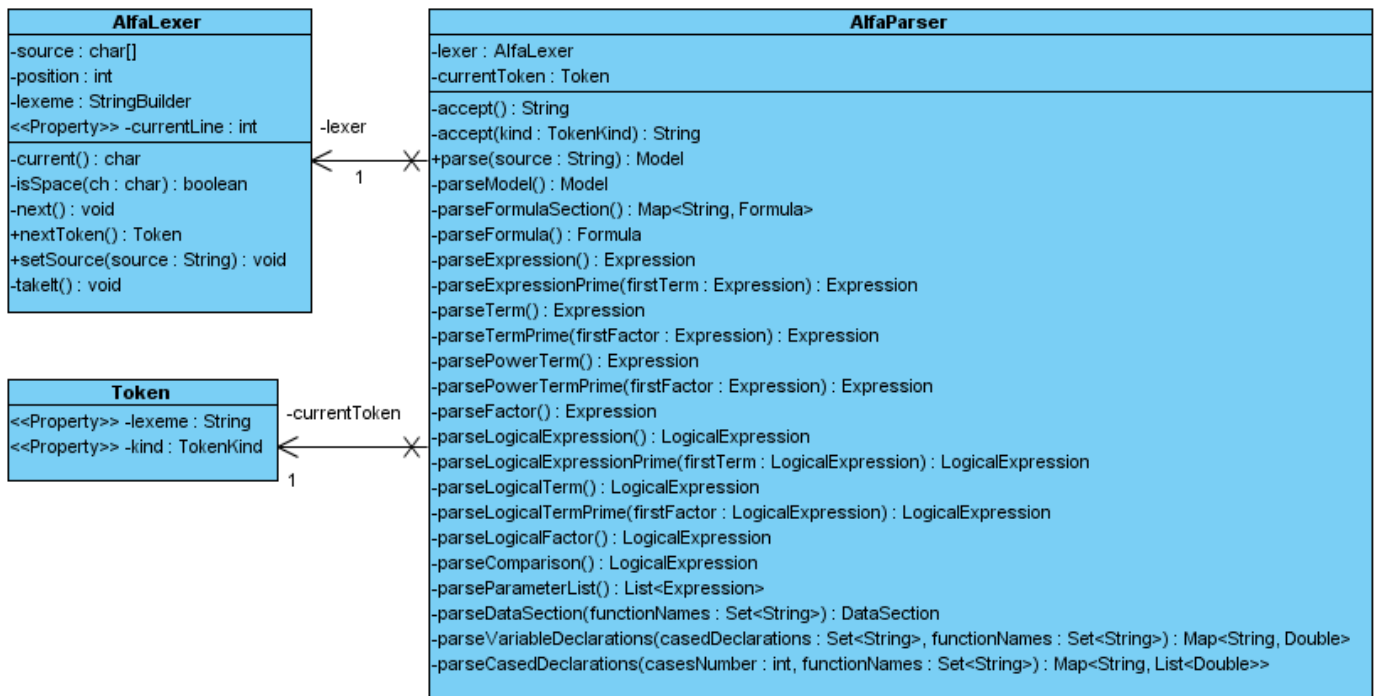 AlfaLexer
-source : char[]
-position : int
-lexeme : StringBuilder
<<Property>> -currentLine : int
-current() : char
-isSpace(ch : char) : boolean
-next() : void
+nextToken() : Token
+setSource(source : String) : void
-takeIt() : void
-lexer
1
Token
<<Property>> -lexeme : String
<<Property>> -kind : TokenKind
-currentToken
1
AlfaParser
-lexer : AlfaLexer
-currentToken : Token
-accept() : String
-accept(kind : TokenKind) : String
+parse(source : String) : Model
-parseModel() : Model
-parseFormulaSection() : Map<String, Formula>
-parseFormula() : Formula
-parseExpression() : Expression
-parseExpressionPrime(firstTerm : Expression) : Expression
-parseTerm() : Expression
-parseTermPrime(firstFactor : Expression) : Expression
-parsePowerTerm() : Expression
-parsePowerTermPrime(firstFactor : Expression) : Expression
-parseFactor() : Expression
-parseLogicalExpression() : LogicalExpression
-parseLogicalExpressionPrime(firstTerm : LogicalExpression) : LogicalExpression
-parseLogicalTerm() : LogicalExpression
-parseLogicalTermPrime(firstFactor : LogicalExpression) : LogicalExpression
-parseLogicalFactor() : LogicalExpression
-parseComparison() : LogicalExpression
-parseParameterList() : List<Expression>
-parseDataSection(functionNames : Set<String>) : DataSection
-parseVariableDeclarations(casedDeclarations : Set<String>, functionNames : Set<String>) : Map<String, Double>
-parseCasedDeclarations(casesNumber : int, functionNames : Set<String>) : Map<String, List<Double>>